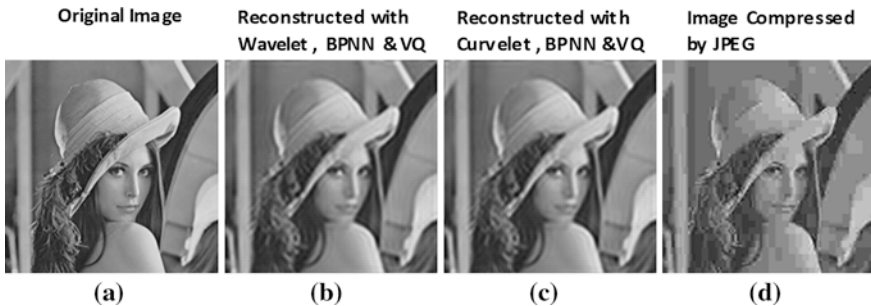 Original Image
Reconstructed with
Wavelet , BPNN &VQ
Reconstructed with
Curvelet , BPNN &VQ
Image Compressed
by JPEG
(a)
(b)
(c)
(d)